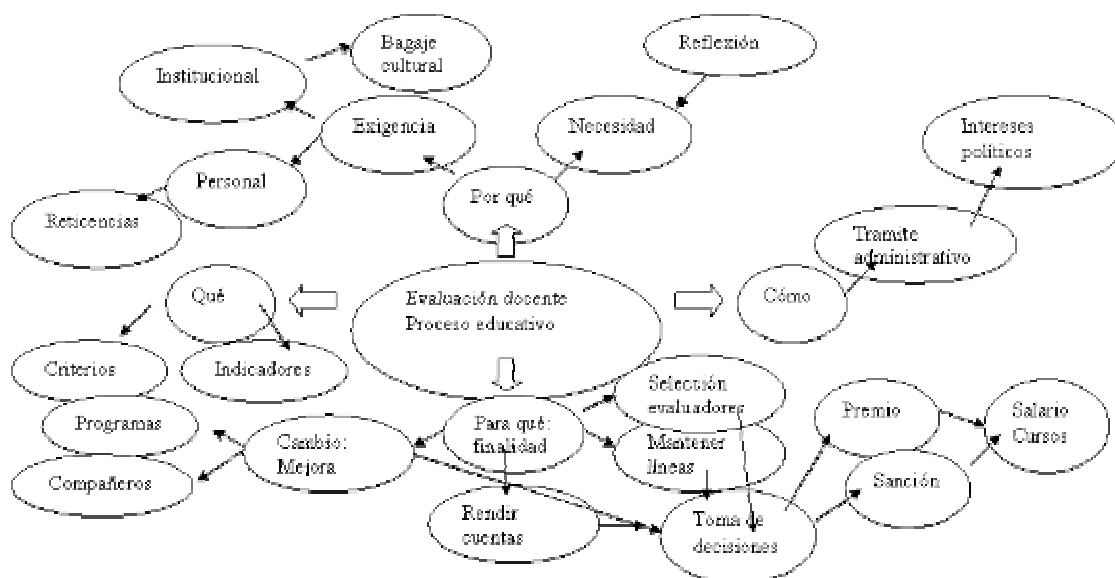 Bagaje
cultural
Reflexión
Institucional
Exigencia
Necesidad
Intereses
políticos
Personal
Por qué
Reticencias
Tramite
administrativo
Qué
Evaluación docente
Proceso educativo
Cómo
Criterios
Indicadores
Selección
evaluadores
Programas
Para qué:
finalidad
Premio
Salario
Cursos
Cambio:
Mejora
Mantener
líneas
Compañeros
Sanción
Rendir
cuentas
Toma de
decisiones